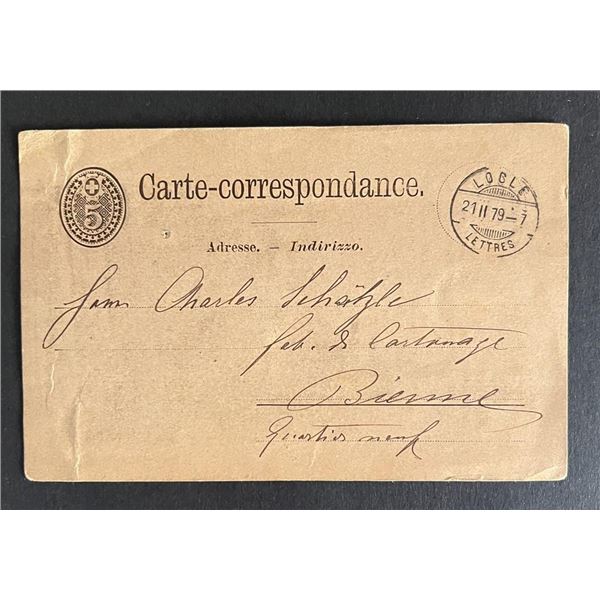 5
Carte-correspondance.
LOCLE
21 II 79 - 7
LETTRES
Adresse. — Indirizzo.
Herrn Charles Schätzle
fab. de Cartonage
Bienne
Quartier neuf